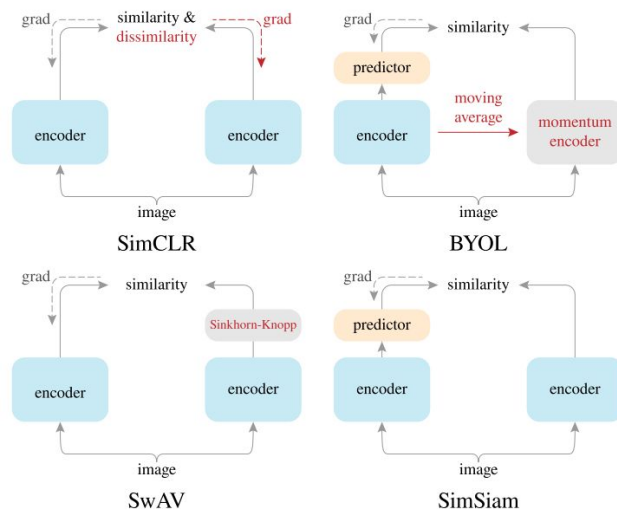 grad
similarity &
dissimilarity
grad
encoder
encoder
image
SimCLR
grad
similarity
predictor
encoder
moving
average
momentum
encoder
image
BYOL
grad
similarity
Sinkhorn-Knopp
encoder
encoder
image
SwAV
grad
similarity
predictor
encoder
encoder
image
SimSiam